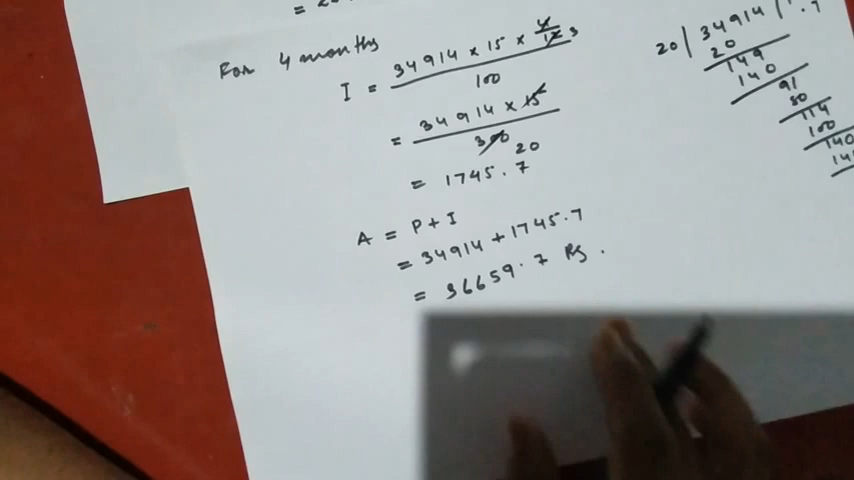 For 4 months
I = 34914 × 15 × 4/12 3 / 100
= 34914 × 15 / 300 20
= 1745.7
A = P + I
= 34914 + 1745.7
= 36659.7 Rs.
20 | 34914 |
20
149
140
91
80
114
100
140